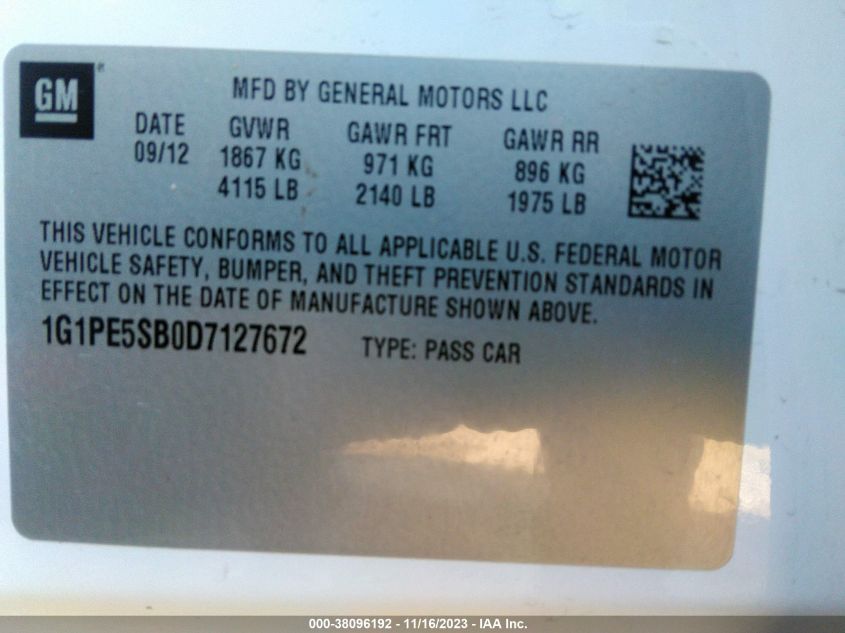 GM
MFD BY GENERAL MOTORS LLC
DATE GVWR GAWR FRT GAWR RR
09/12 1867 KG 971 KG 896 KG
4115 LB 2140 LB 1975 LB
THIS VEHICLE CONFORMS TO ALL APPLICABLE U.S. FEDERAL MOTOR
VEHICLE SAFETY, BUMPER, AND THEFT PREVENTION STANDARDS IN
EFFECT ON THE DATE OF MANUFACTURE SHOWN ABOVE.
1G1PE5SB0D7127672 TYPE: PASS CAR
000-38096192 - 11/16/2023 - IAA Inc.